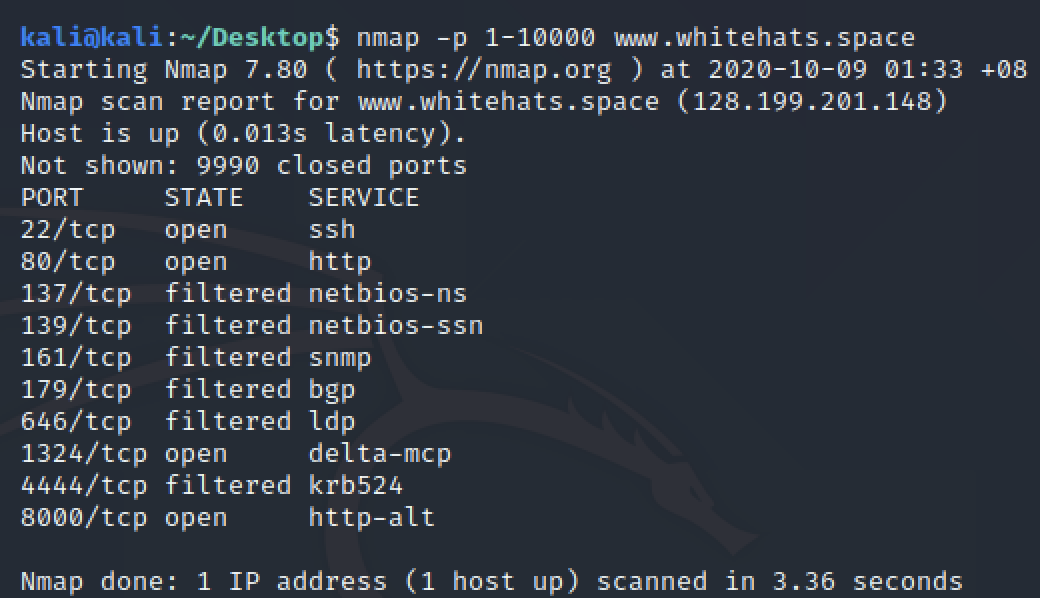 kali@kali:~/Desktop$ nmap -p 1-10000 www.whitehats.space
Starting Nmap 7.80 ( https://nmap.org ) at 2020-10-09 01:33 +08
Nmap scan report for www.whitehats.space (128.199.201.148)
Host is up (0.013s latency).
Not shown: 9990 closed ports
PORT     STATE    SERVICE
22/tcp   open     ssh
80/tcp   open     http
137/tcp  filtered netbios-ns
139/tcp  filtered netbios-ssn
161/tcp  filtered snmp
179/tcp  filtered bgp
646/tcp  filtered ldp
1324/tcp open     delta-mcp
4444/tcp filtered krb524
8000/tcp open     http-alt
Nmap done: 1 IP address (1 host up) scanned in 3.36 seconds